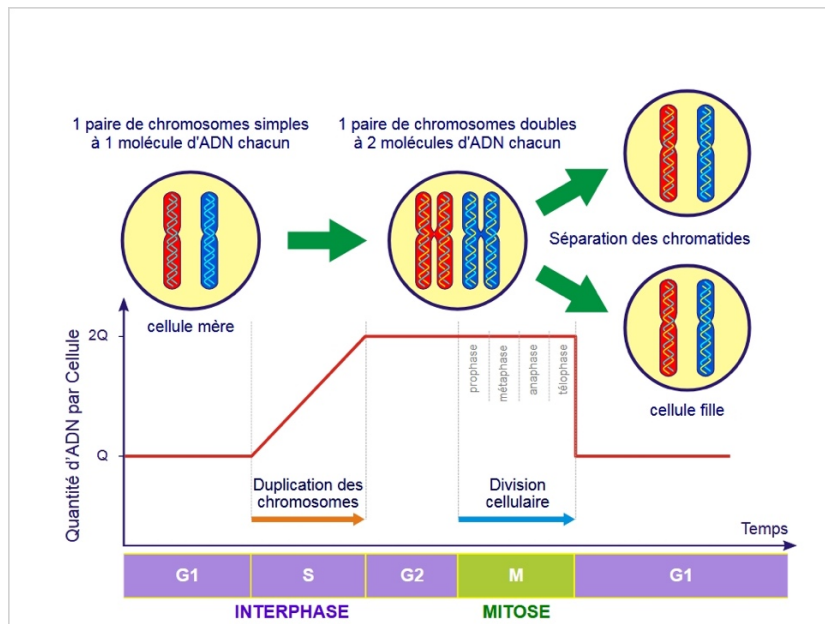 1 paire de chromosomes simples
à 1 molécule d'ADN chacun
1 paire de chromosomes doubles
à 2 molécules d'ADN chacun
Séparation des chromatides
cellule mère
cellule fille
Quantité d'ADN par Cellule
2Q
Q
prophase
métaphase
anaphase
télophase
Duplication des
chromosomes
Division
cellulaire
Temps
G1
S
G2
M
G1
INTERPHASE
MITOSE